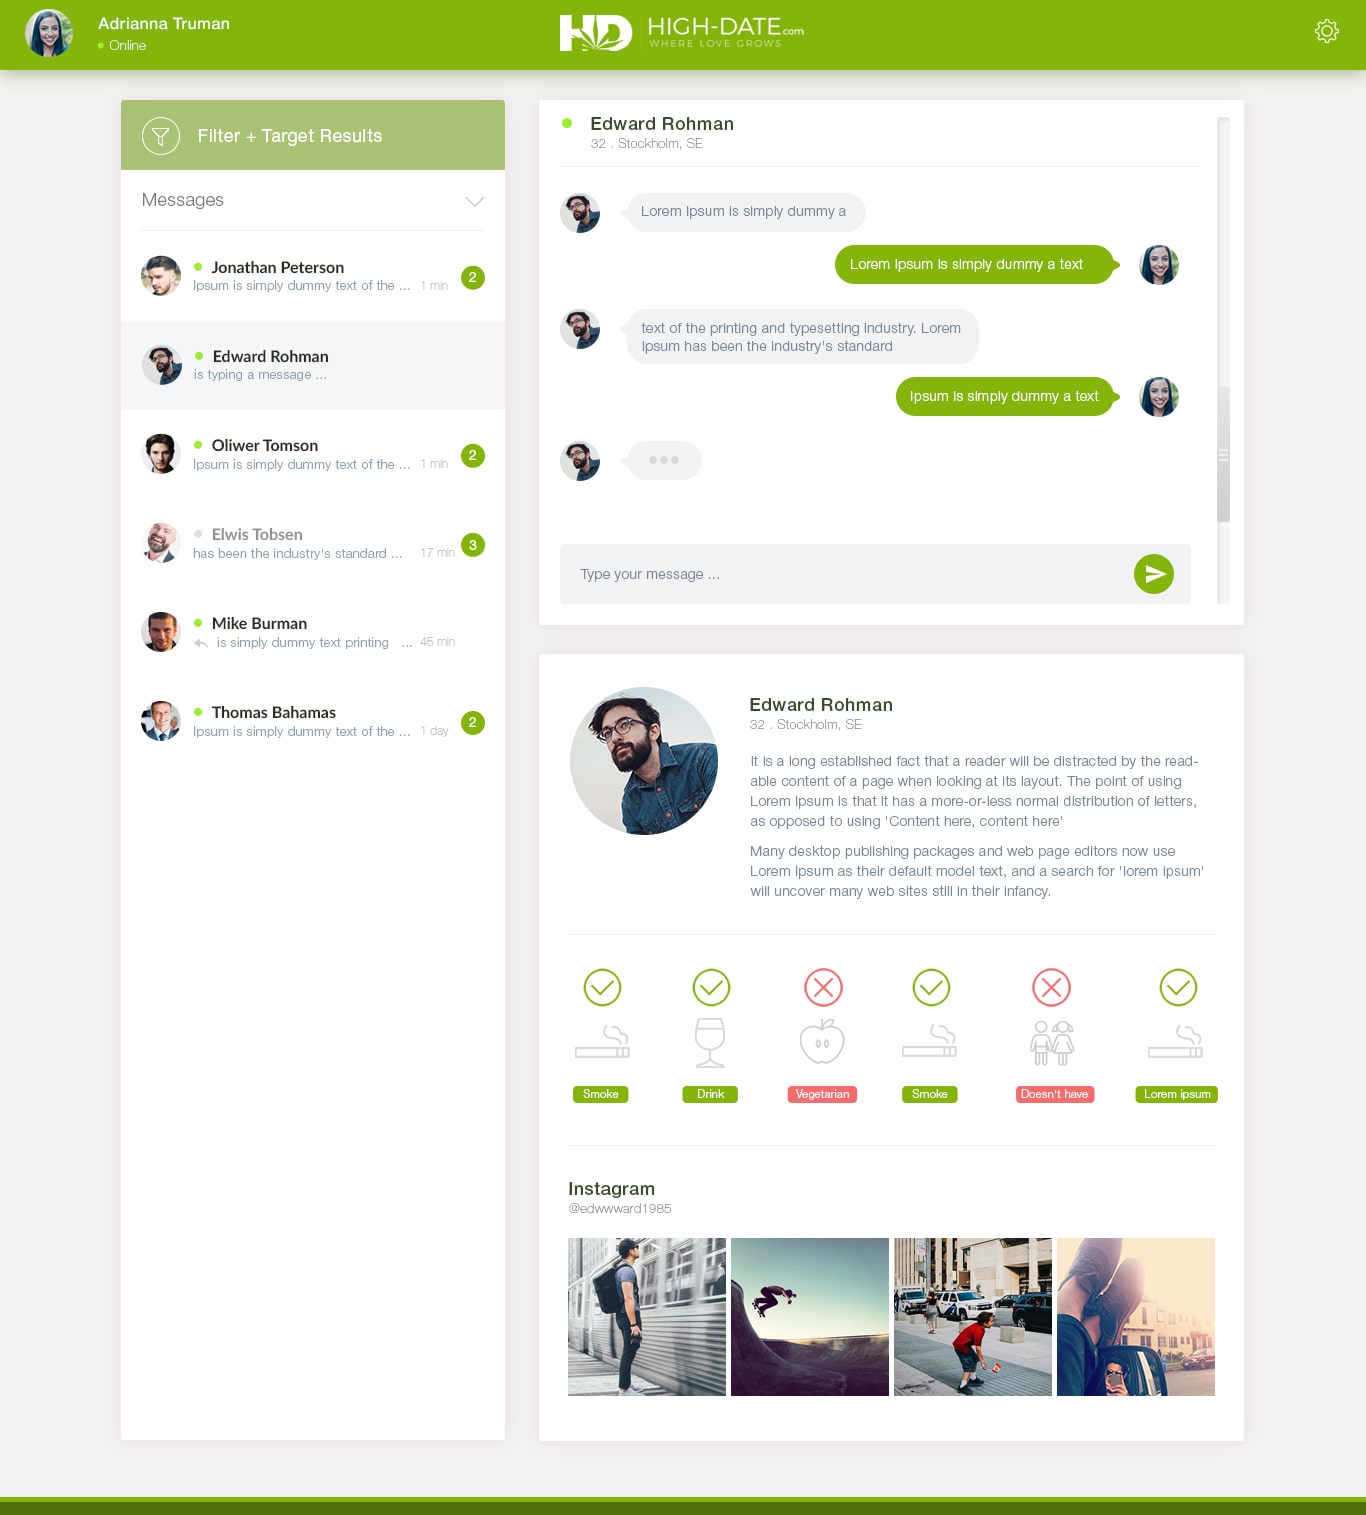 Adrianna Truman
Online
HD HIGH-DATE.com
WHERE LOVE GROWS
Filter + Target Results
Messages
Jonathan Peterson
Ipsum is simply dummy text of the ... 1 min 2
Edward Rohman
is typing a message ...
Oliwer Tomson
Ipsum is simply dummy text of the ... 1 min 2
Elwis Tobsen
has been the industry's standard ... 17 min 3
Mike Burman
is simply dummy text printing ... 45 min
Thomas Bahamas
Ipsum is simply dummy text of the ... 1 day 2
Edward Rohman
32 . Stockholm, SE
Lorem Ipsum is simply dummy a
Lorem Ipsum is simply dummy a text
text of the printing and typesetting industry. Lorem
Ipsum has been the industry's standard
Ipsum is simply dummy a text
Type your message ...
Edward Rohman
32 . Stockholm, SE
It is a long established fact that a reader will be distracted by the read-
able content of a page when looking at its layout. The point of using
Lorem Ipsum is that it has a more-or-less normal distribution of letters,
as opposed to using 'Content here, content here'
Many desktop publishing packages and web page editors now use
Lorem Ipsum as their default model text, and a search for 'lorem ipsum'
will uncover many web sites still in their infancy.
Smoke Drink Vegetarian Smoke Doesn't have Lorem ipsum
Instagram
@edwwward1985